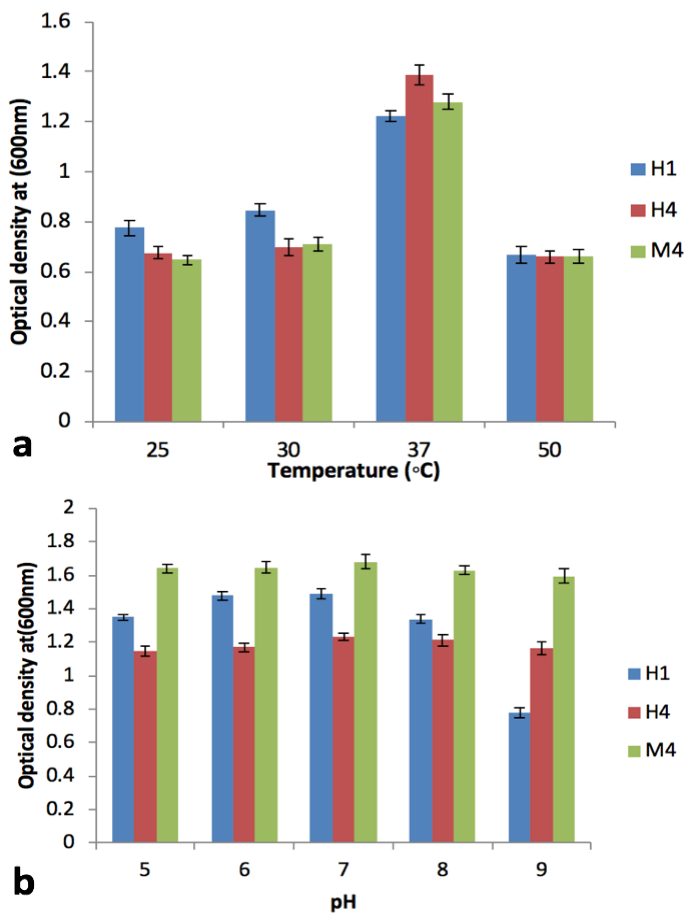 1.6
1.4
1.2
1
0.8
0.6
0.4
0.2
0
Optical density at (600nm)
25 30 37 50
Temperature (◦C)
H1
H4
M4
a
2
1.8
1.6
1.4
1.2
1
0.8
0.6
0.4
0.2
0
Optical density at(600nm)
5 6 7 8 9
pH
H1
H4
M4
b